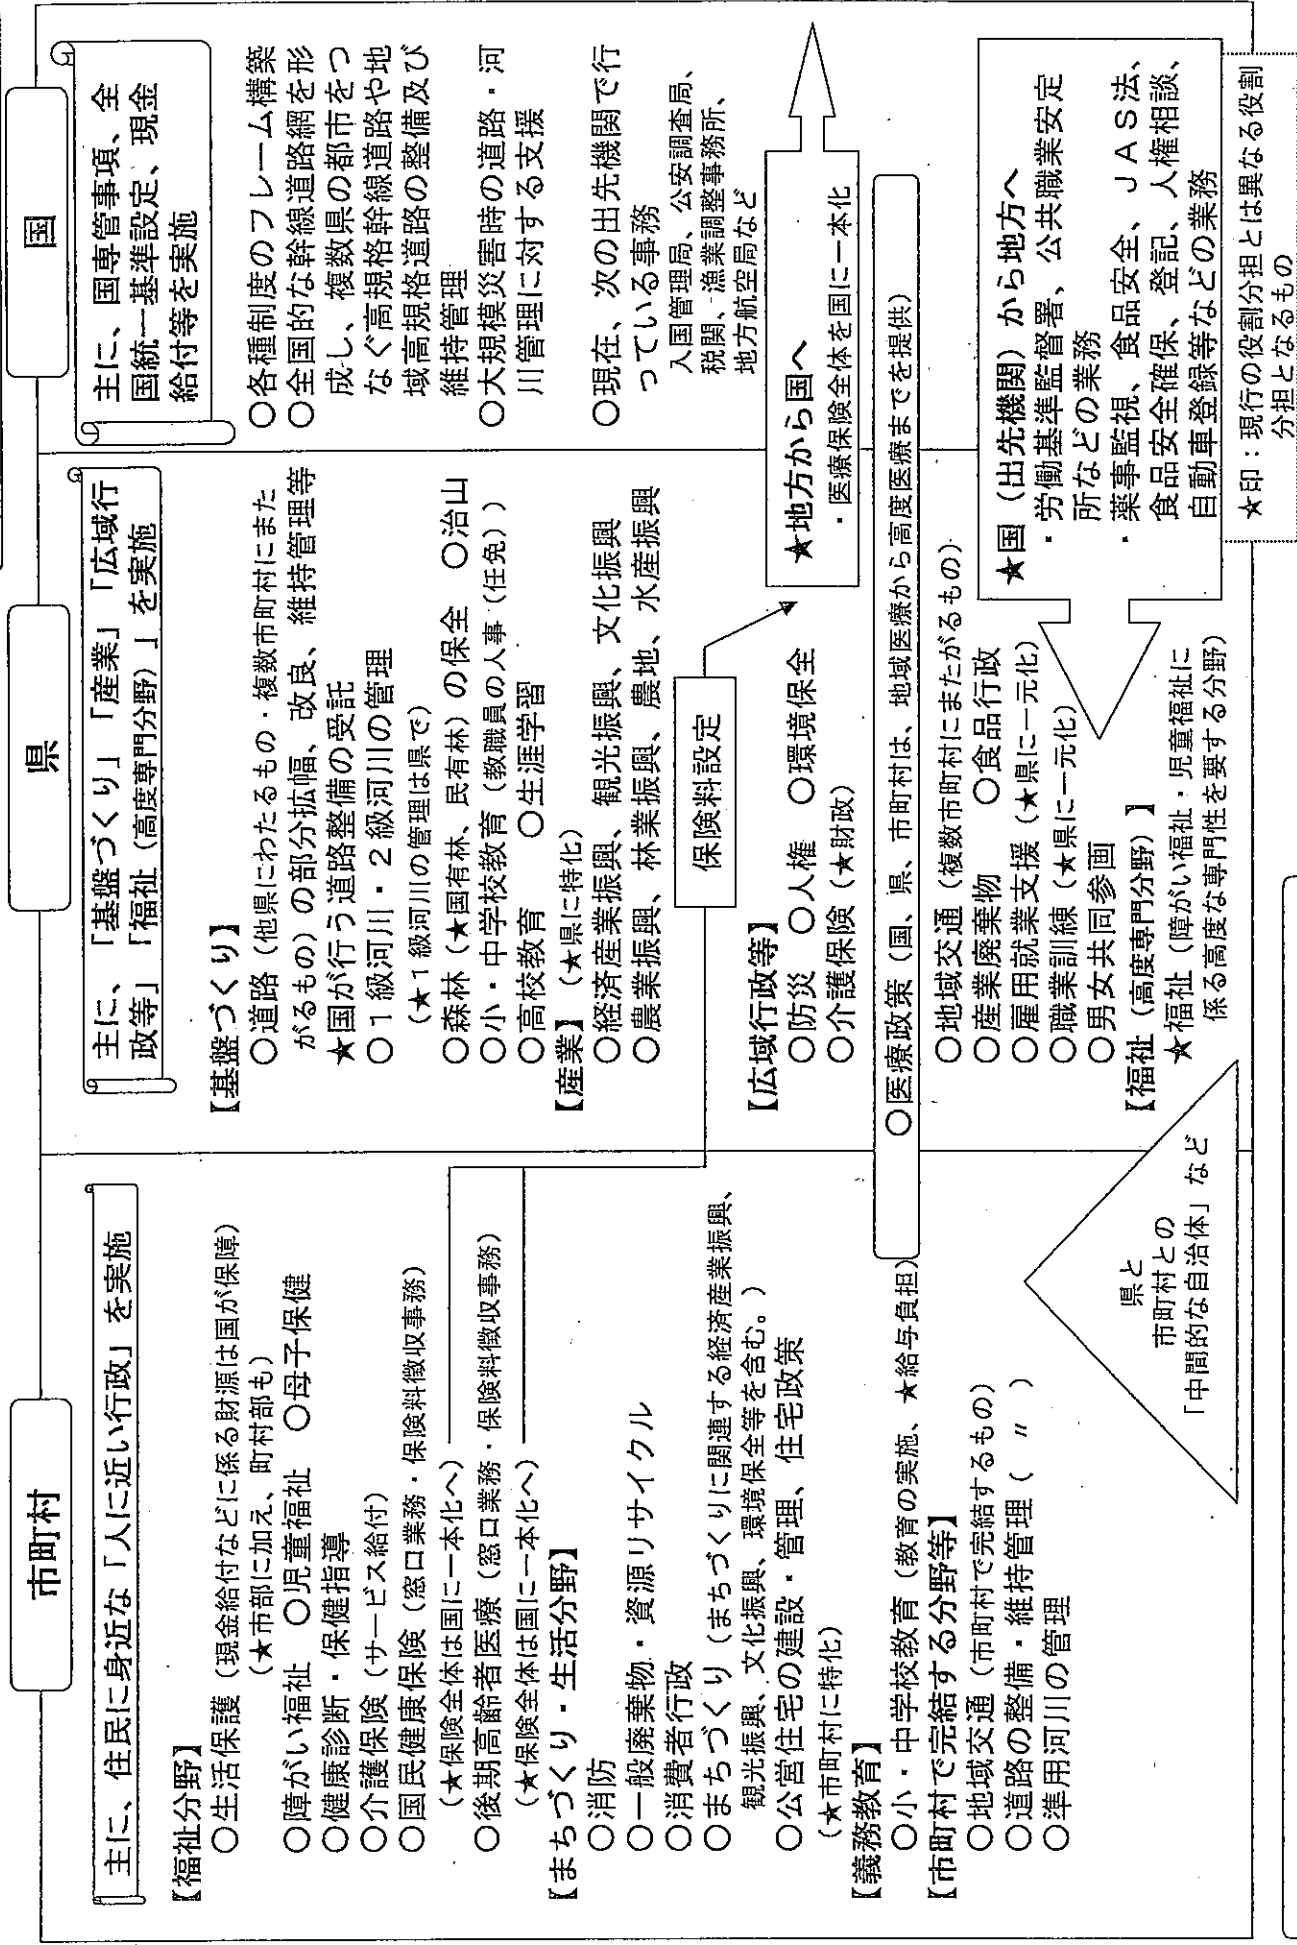 市町村
主に、住民に身近な「人に近い行政」を実施
【福祉分野】
○生活保護（現金給付などに係る財源は国が保障）
（★市部に加え、町村部も）
○障がい福祉　○児童福祉　○母子保健
○健康診断・保健指導
○介護保険（サービス給付）
○国民健康保険（窓口業務・保険料徴収事務）
（★保険全体は国に一本化へ）
○後期高齢者医療（窓口業務・保険料徴収事務）
（★保険全体は国に一本化へ）
【まちづくり・生活分野】
○消防
○一般廃棄物・資源リサイクル
○消費者行政
○まちづくり（まちづくりに関連する経済産業振興、
観光振興、文化振興、環境保全等を含む。）
○公営住宅の建設・管理、住宅政策
（★市町村に特化）
【義務教育】
○小・中学校教育（教育の実施、★給与負担）
【市町村で完結する分野等】
○地域交通（市町村で完結するもの）
○道路の整備・維持管理（　〃　）
○準用河川の管理
県と
市町村との
「中間的な自治体」など
県
主に、「基盤づくり」「産業」「広域行
政等」「福祉（高度専門分野）」を実施
【基盤づくり】
○道路（他県にわたるもの・複数市町村にまた
がるもの）の部分拡幅、改良、維持管理等
★国が行う道路整備の受託
○１級河川・２級河川の管理
（★１級河川の管理は県で）
○森林（★国有林、民有林）の保全　○治山
○小・中学校教育（教職員の人事（任免））
○高校教育　○生涯学習
【産業】（★県に特化）
○経済産業振興、観光振興、文化振興
○農業振興、林業振興、農地、水産振興
保険料設定
【広域行政等】
○防災　○人権　○環境保全
○介護保険（★財政）
○医療政策（国、県、市町村は、地域医療から高度医療までを提供）
○地域交通（複数市町村にまたがるもの）
○産業廃棄物　○食品行政
○雇用就業支援（★県に一元化）
○職業訓練（★県に一元化）
○男女共同参画
【福祉（高度専門分野）】
★福祉（障がい福祉・児童福祉に
係る高度な専門性を要する分野）
国
主に、国専管事項、全
国統一基準設定、現金
給付等を実施
○各種制度のフレーム構築
○全国的な幹線道路網を形
成し、複数県の都市をつ
なぐ高規格幹線道路や地
域高規格道路の整備及び
維持管理
○大規模災害時の道路・河
川管理に対する支援
○現在、次の出先機関で行
っている事務
入国管理局、公安調査局、
税関、漁業調整事務所、
地方航空局など
★地方から国へ
・医療保険全体を国に一本化
★国（出先機関）から地方へ
・労働基準監督署、公共職業安定
所などの業務
・薬事監視、食品安全、ＪＡＳ法、
食品安全確保、登記、人権相談、
自動車登録等などの業務
★印：現行の役割分担とは異なる役割
分担となるもの